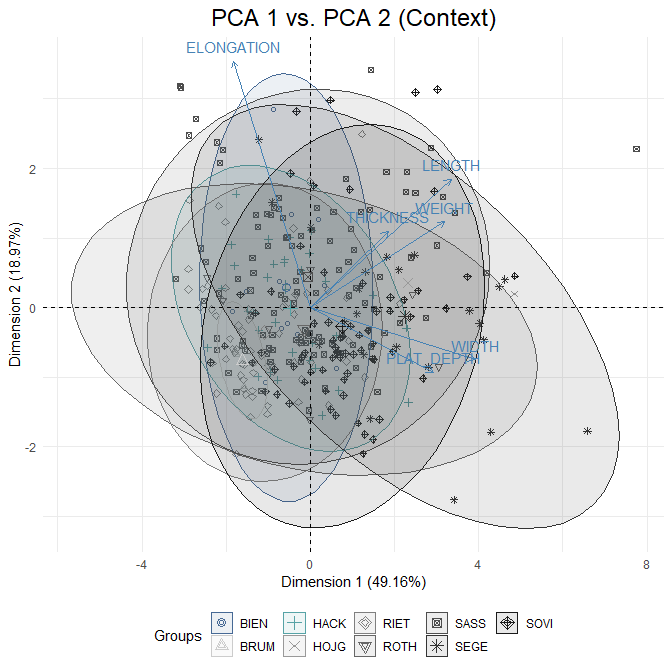 PCA 1 vs. PCA 2 (Context)
ELONGATION
LENGTH
WEIGHT
THICKNESS
WIDTH
PLAT_DEPTH
Dimension 2 (18.97%)
2
0
-2
-4
0
4
8
Dimension 1 (49.16%)
Groups
BIEN
HACK
RIET
SASS
SOVI
BRUM
HOJG
ROTH
SEGE